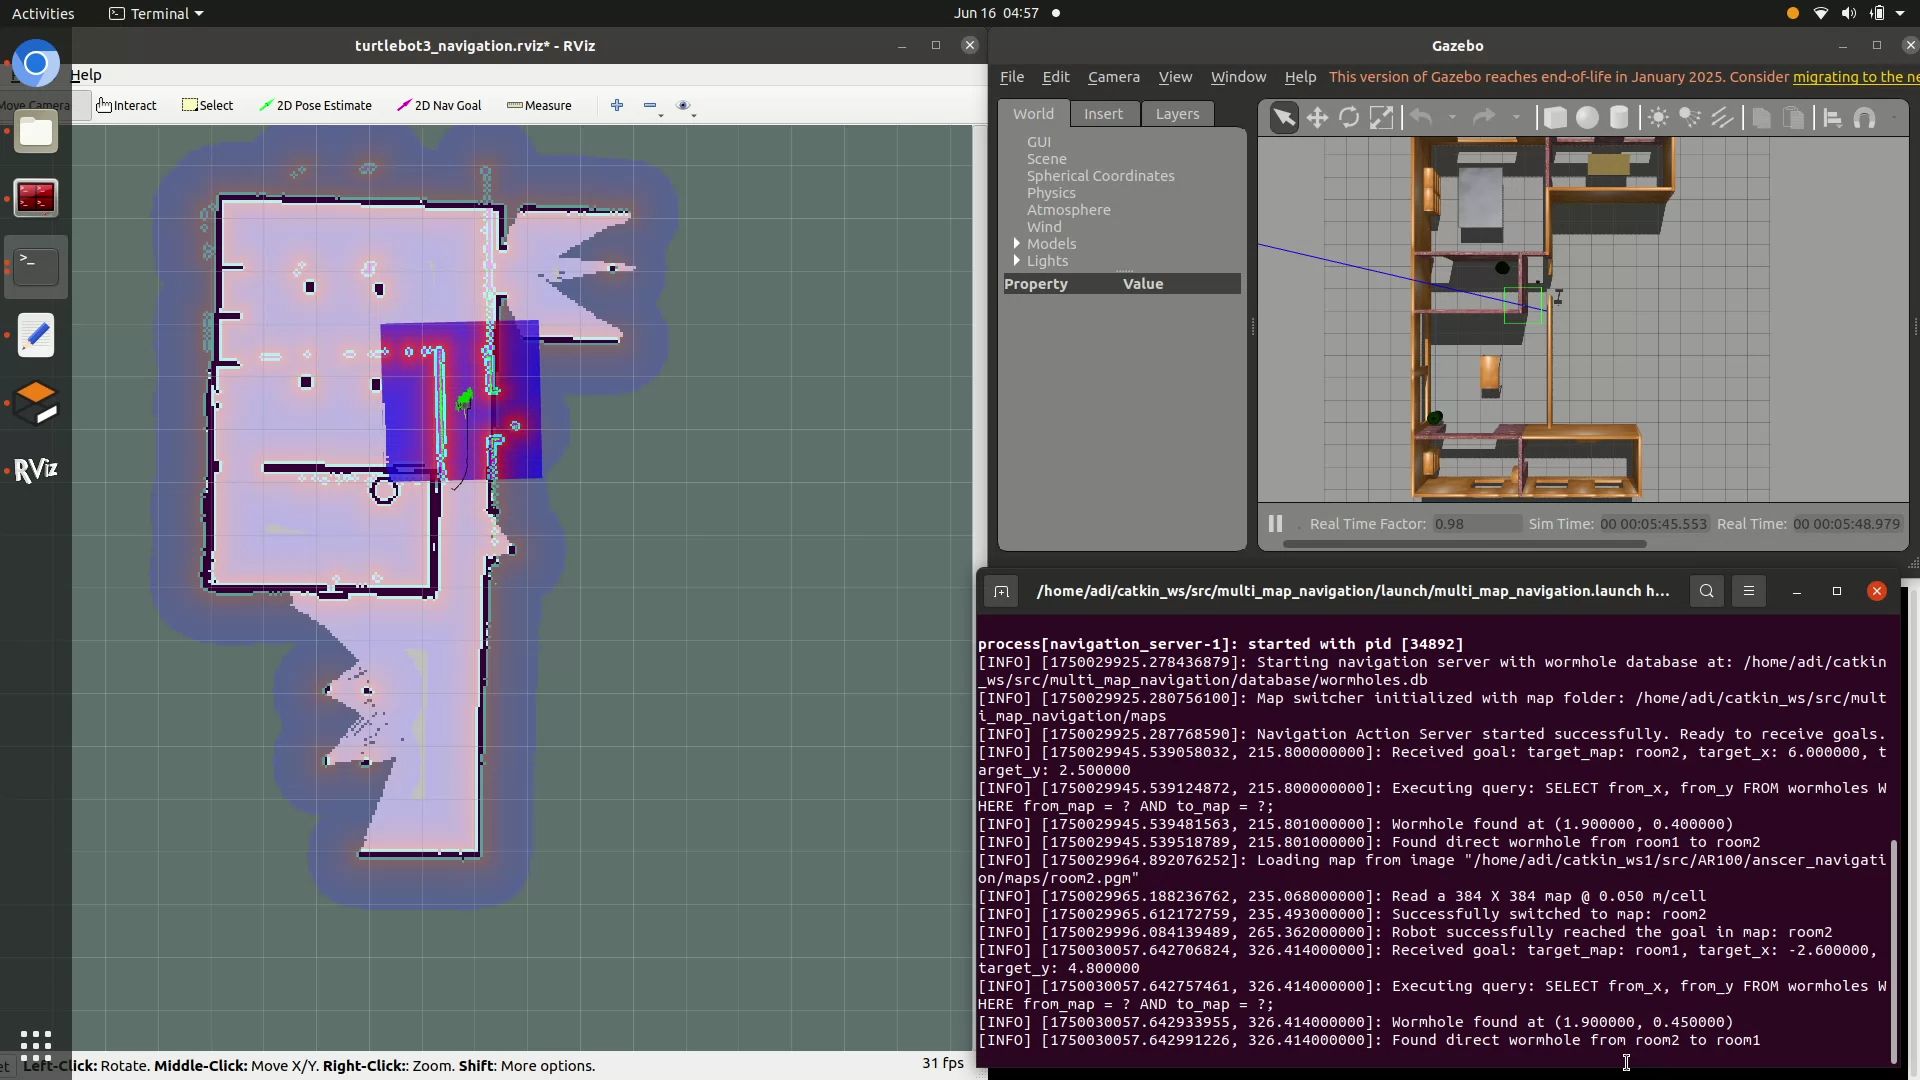 Activities
Terminal
Jun 16 04:57
turtlebot3_navigation.rviz* - RViz
Help
Move Camera
Interact
Select
2D Pose Estimate
2D Nav Goal
Measure
RViz
Left-Click: Rotate. Middle-Click: Move X/Y. Right-Click:: Zoom. Shift: More options.
31 fps
Gazebo
File Edit Camera View Window Help This version of Gazebo reaches end-of-life in January 2025. Consider migrating to the ne
World Insert Layers
GUI
Scene
Spherical Coordinates
Physics
Atmosphere
Wind
Models
Lights
Property Value
Real Time Factor: 0.98 Sim Time: 00 00:05:45.553 Real Time: 00 00:05:48.979
/home/adi/catkin_ws/src/multi_map_navigation/launch/multi_map_navigation.launch h...
process[navigation_server-1]: started with pid [34892]
[INFO] [1750029925.278436879]: Starting navigation server with wormhole database at: /home/adi/catkin
_ws/src/multi_map_navigation/database/wormholes.db
[INFO] [1750029925.280756100]: Map switcher initialized with map folder: /home/adi/catkin_ws/src/mult
i_map_navigation/maps
[INFO] [1750029925.287768590]: Navigation Action Server started successfully. Ready to receive goals.
[INFO] [1750029945.539058032, 215.800000000]: Received goal: target_map: room2, target_x: 6.000000, t
arget_y: 2.500000
[INFO] [1750029945.539124872, 215.800000000]: Executing query: SELECT from_x, from_y FROM wormholes W
HERE from_map = ? AND to_map = ?;
[INFO] [1750029945.539481563, 215.801000000]: Wormhole found at (1.900000, 0.400000)
[INFO] [1750029945.539518789, 215.801000000]: Found direct wormhole from room1 to room2
[INFO] [1750029964.892076252]: Loading map from image "/home/adi/catkin_ws1/src/AR100/anscer_navigati
on/maps/room2.pgm"
[INFO] [1750029965.188236762, 235.068000000]: Read a 384 X 384 map @ 0.050 m/cell
[INFO] [1750029965.612172759, 235.493000000]: Successfully switched to map: room2
[INFO] [1750029996.084139489, 265.362000000]: Robot successfully reached the goal in map: room2
[INFO] [1750030057.642706824, 326.414000000]: Received goal: target_map: room1, target_x: -2.600000,
target_y: 4.800000
[INFO] [1750030057.642757461, 326.414000000]: Executing query: SELECT from_x, from_y FROM wormholes W
HERE from_map = ? AND to_map = ?;
[INFO] [1750030057.642933955, 326.414000000]: Wormhole found at (1.900000, 0.450000)
[INFO] [1750030057.642991226, 326.414000000]: Found direct wormhole from room2 to room1